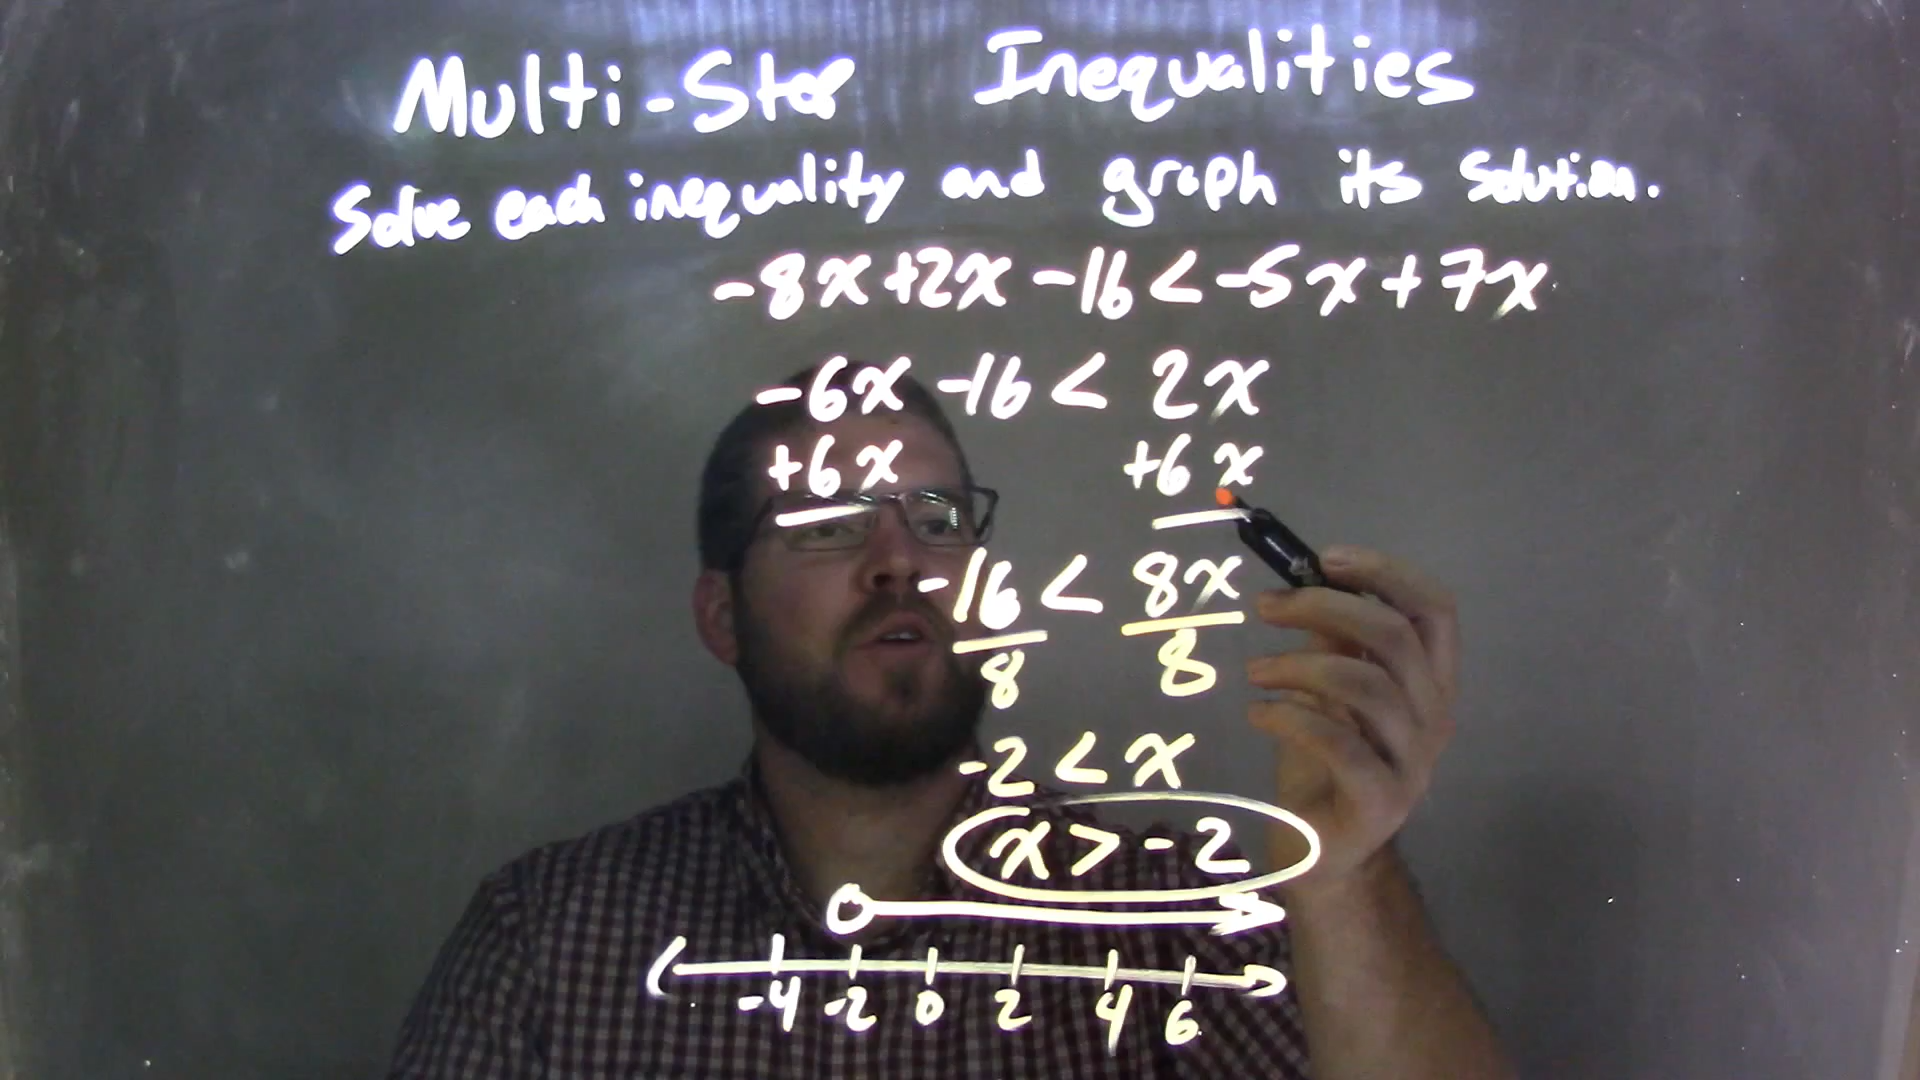 Multi-Step Inequalities
Solve each inequality and graph its solution.
-8x+2x-16<-5x+7x
-6x-16<2x
+6x +6x
-16<8x
8 8
-2<x
x>-2
-4 -2 0 2 4 6